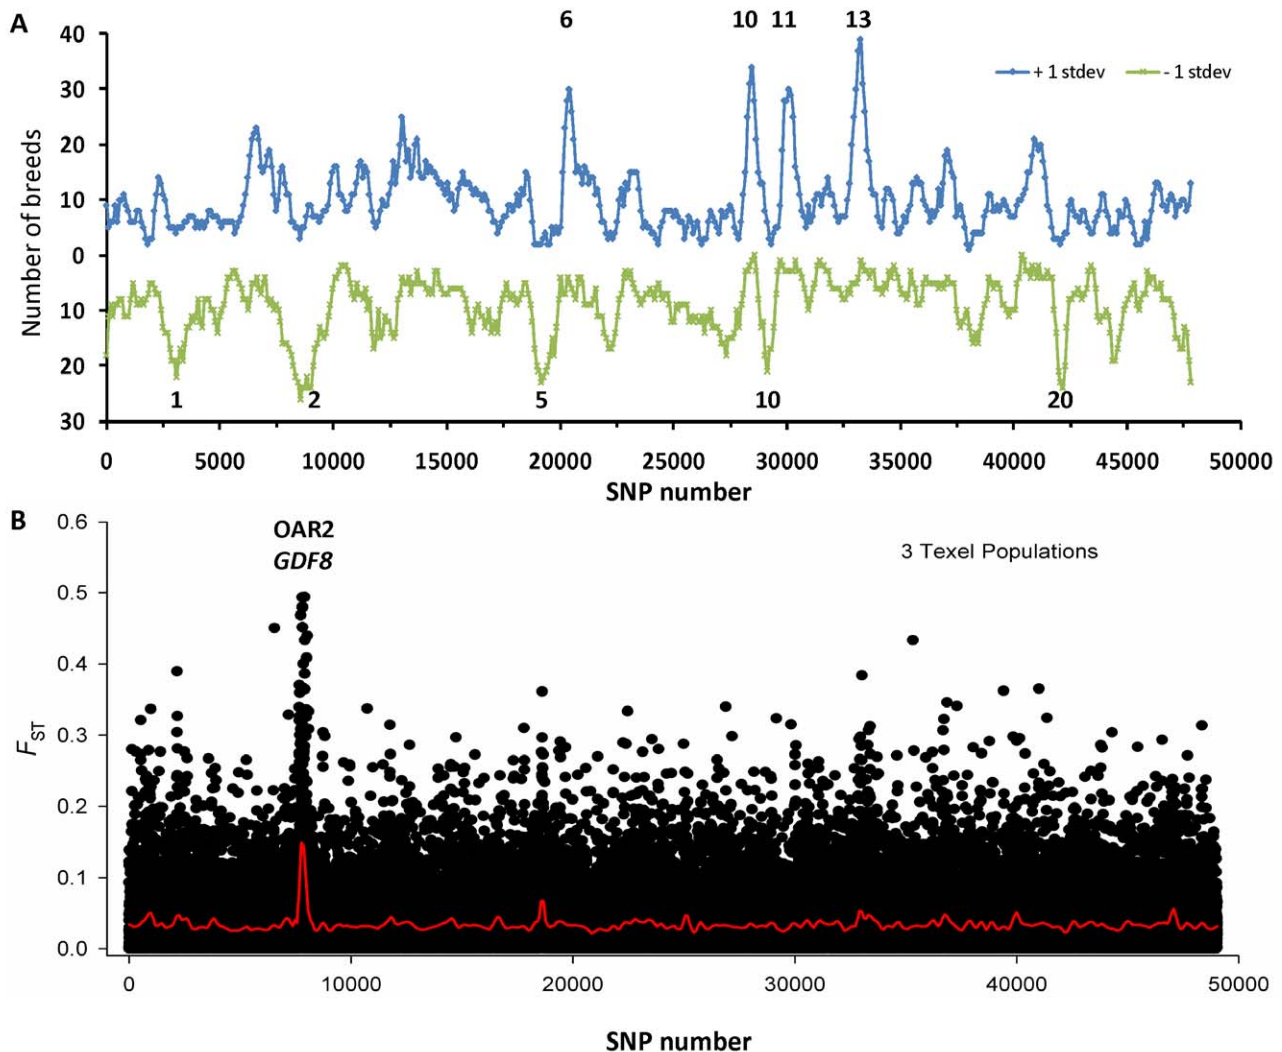 A
6 10 11 13
40
30
20
10
0
10
20
30
Number of breeds
+ 1 stdev - 1 stdev
1 2 5 10 20
0 5000 10000 15000 20000 25000 30000 35000 40000 45000 50000
SNP number
B
OAR2
GDF8
3 Texel Populations
0.6
0.5
0.4
0.3
0.2
0.1
0.0
FST
0 10000 20000 30000 40000 50000
SNP number